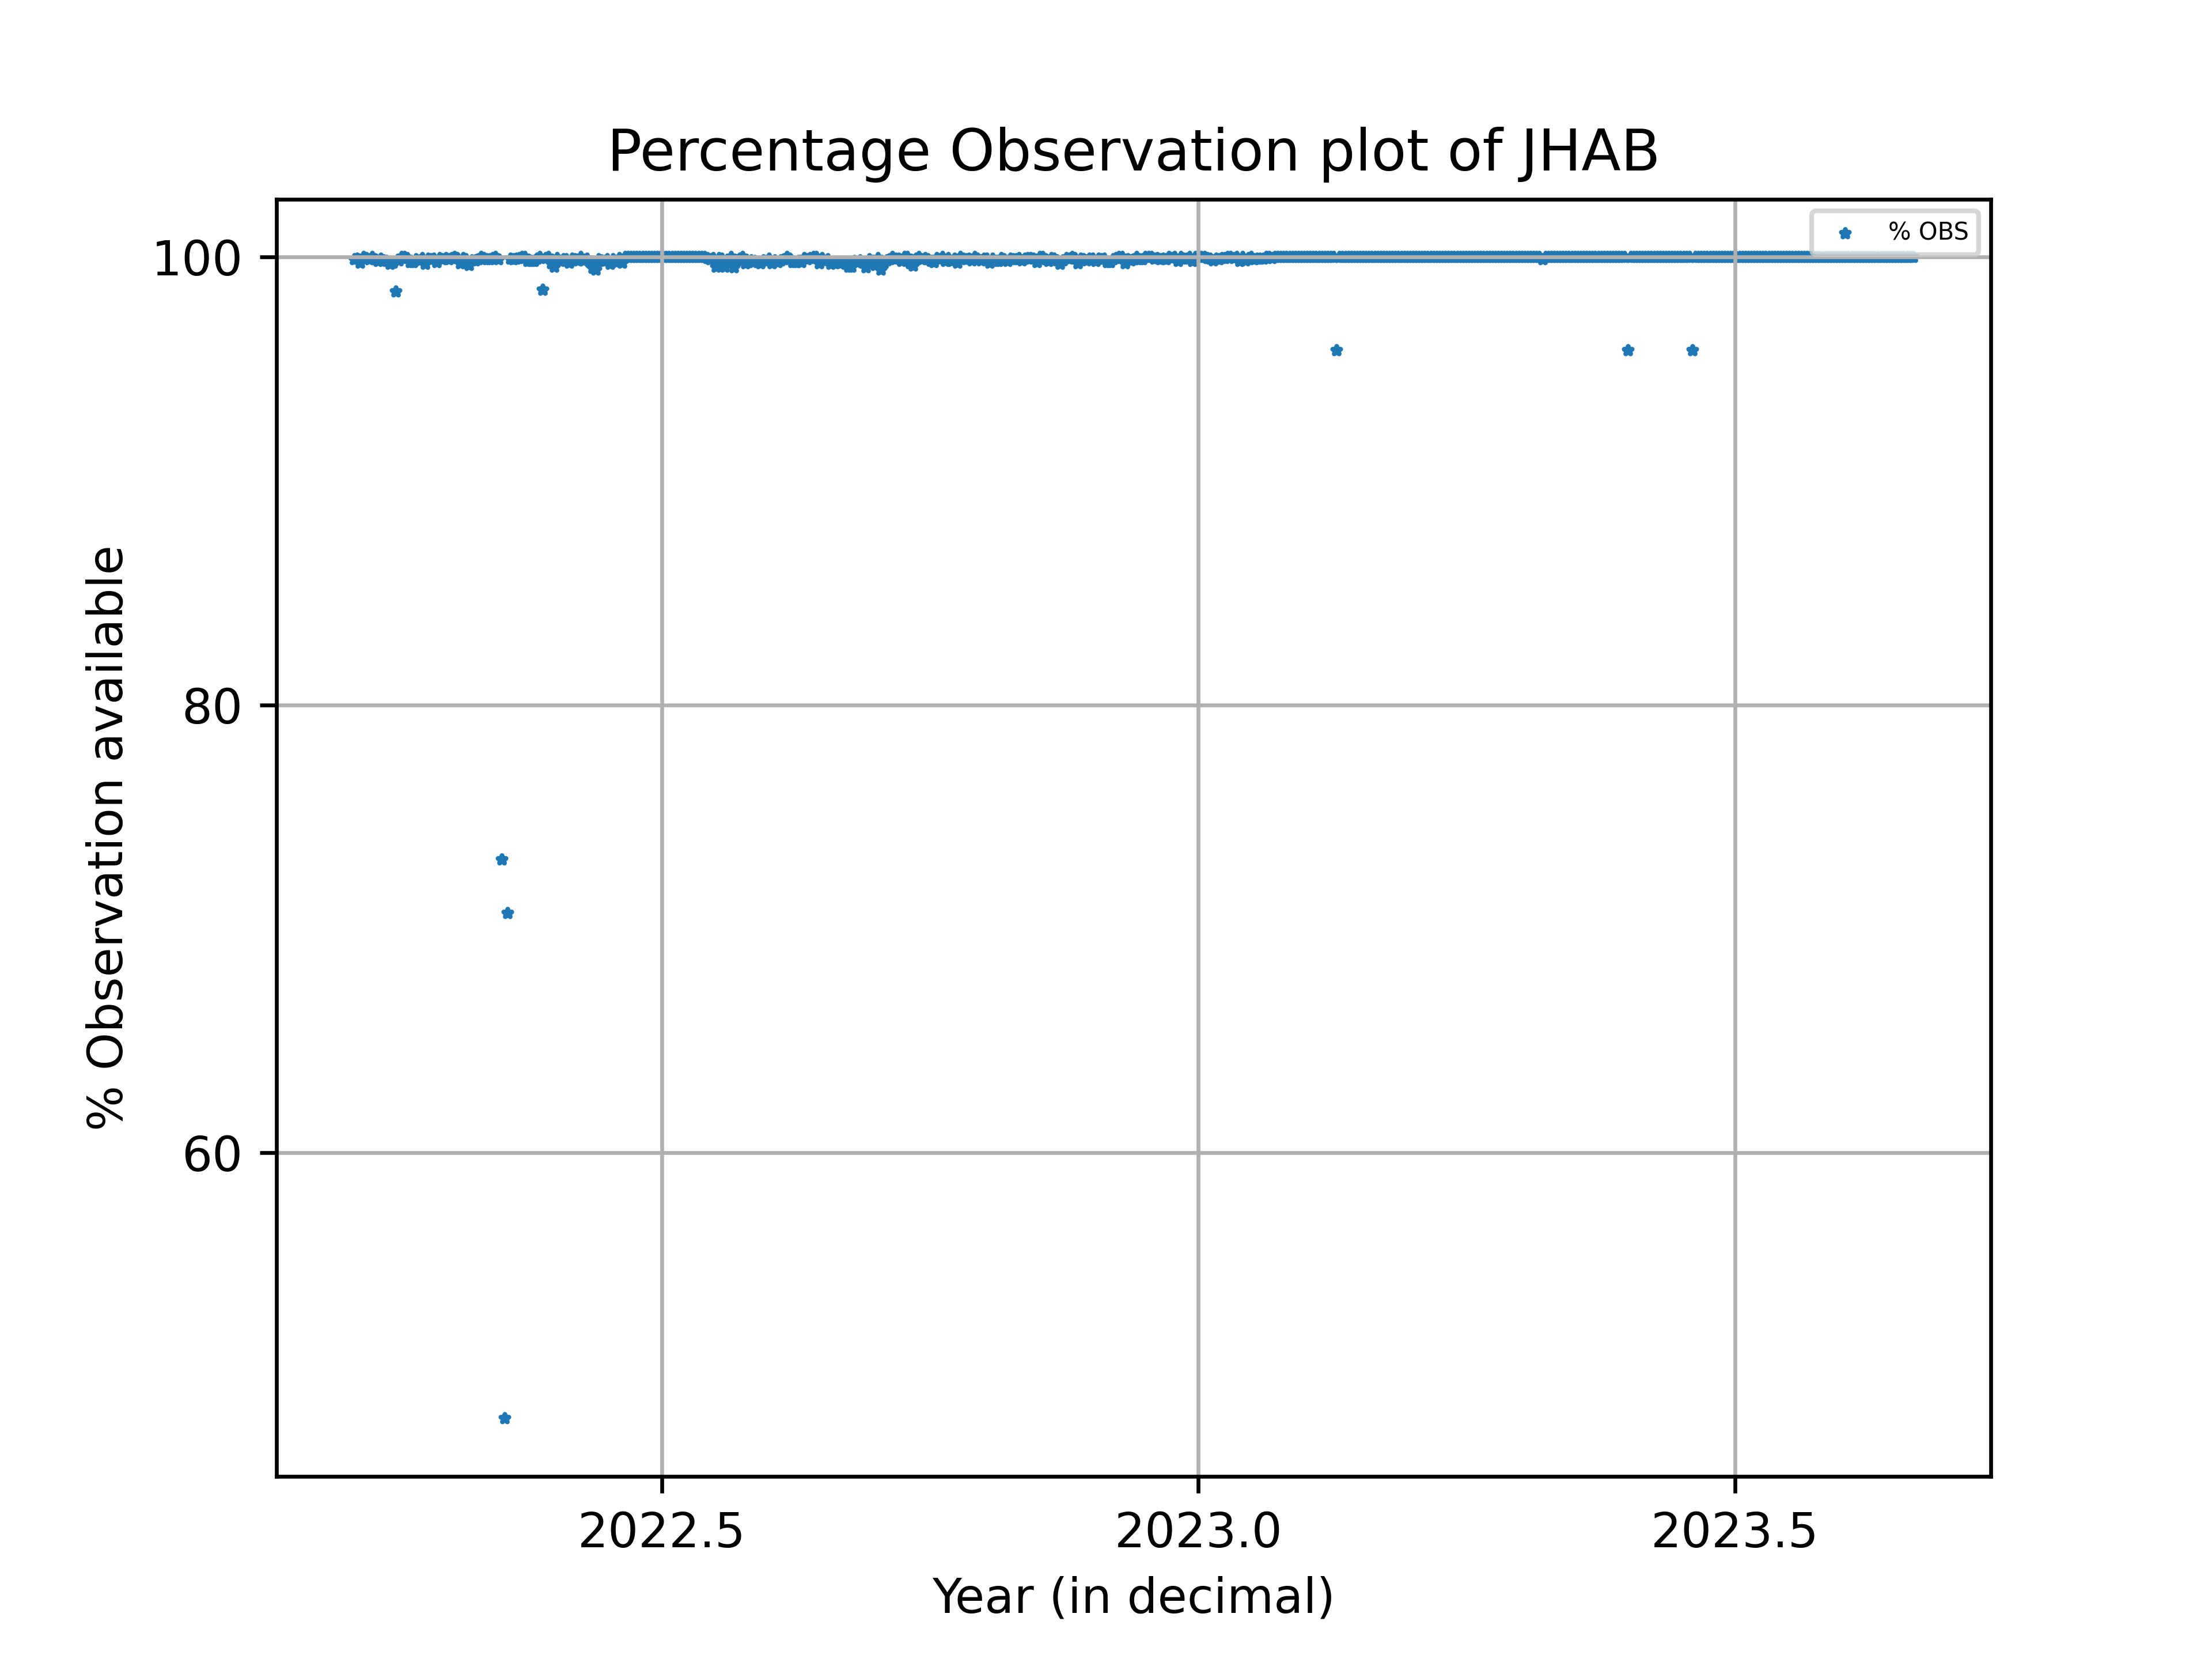 Percentage Observation plot of JHAB
% OBS
100
80
60
% Observation available
2022.5
2023.0
2023.5
Year (in decimal)